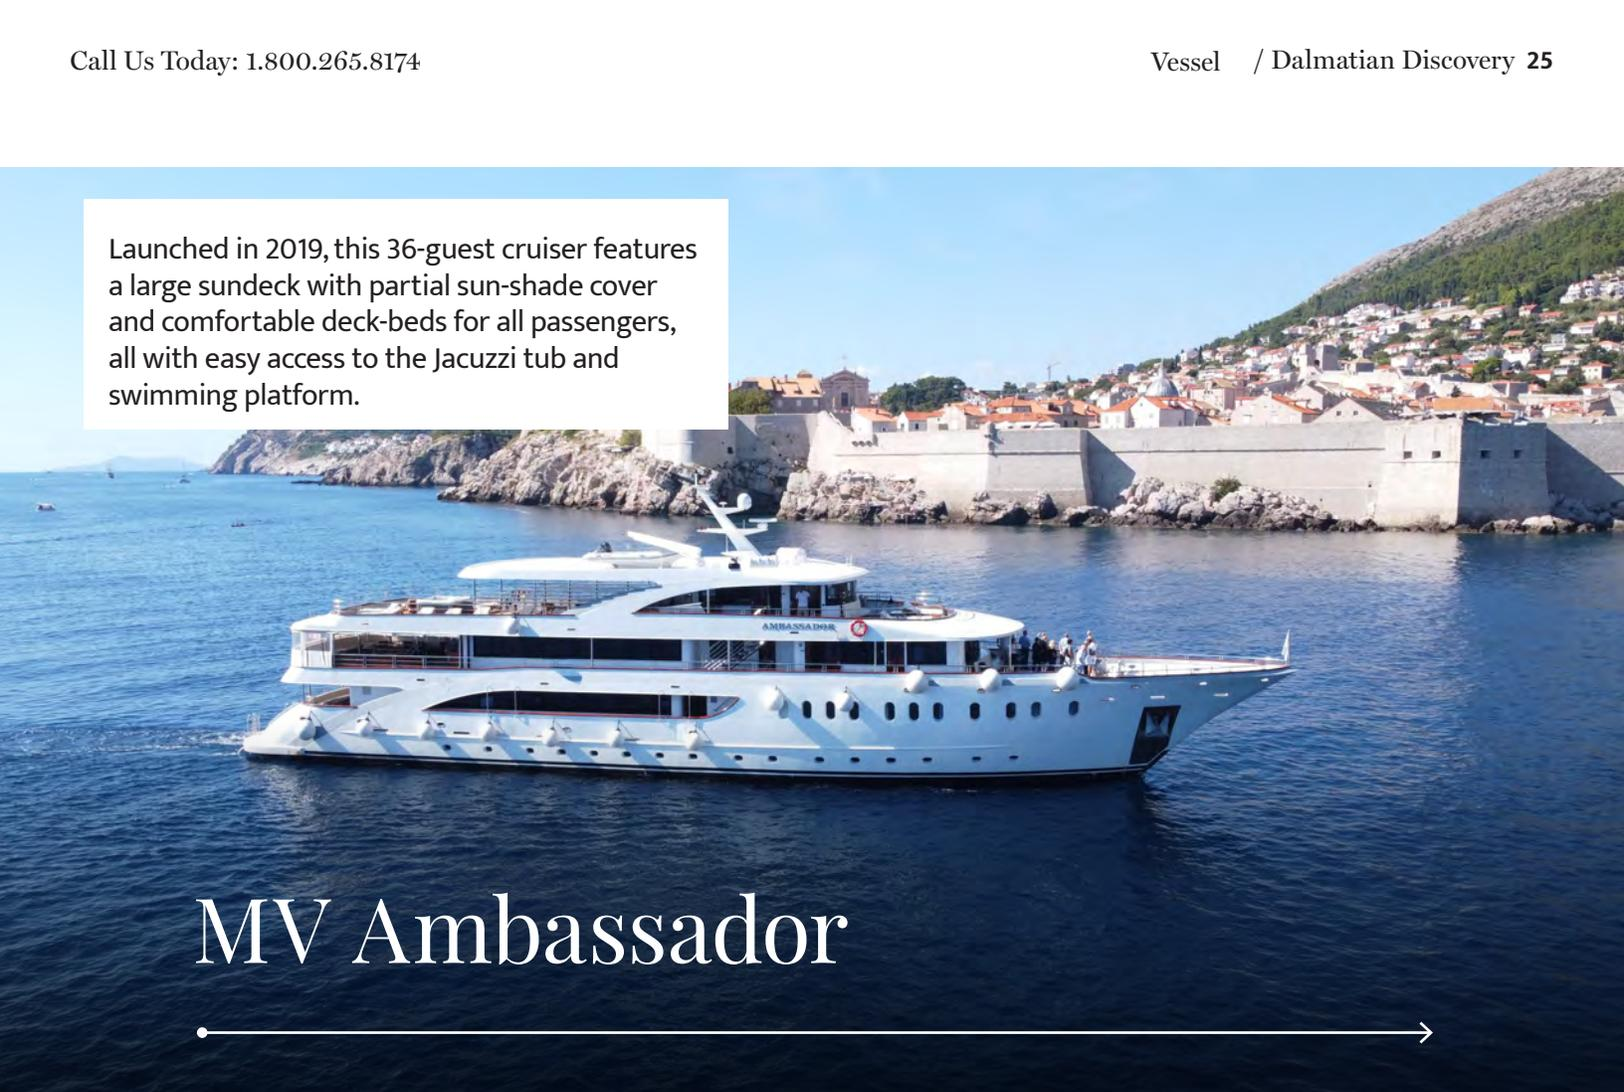 Call Us Today: 1.800.265.8174
Vessel / Dalmatian Discovery 25
Launched in 2019, this 36-guest cruiser features
a large sundeck with partial sun-shade cover
and comfortable deck-beds for all passengers,
all with easy access to the Jacuzzi tub and
swimming platform.
AMBASSADOR
MV Ambassador